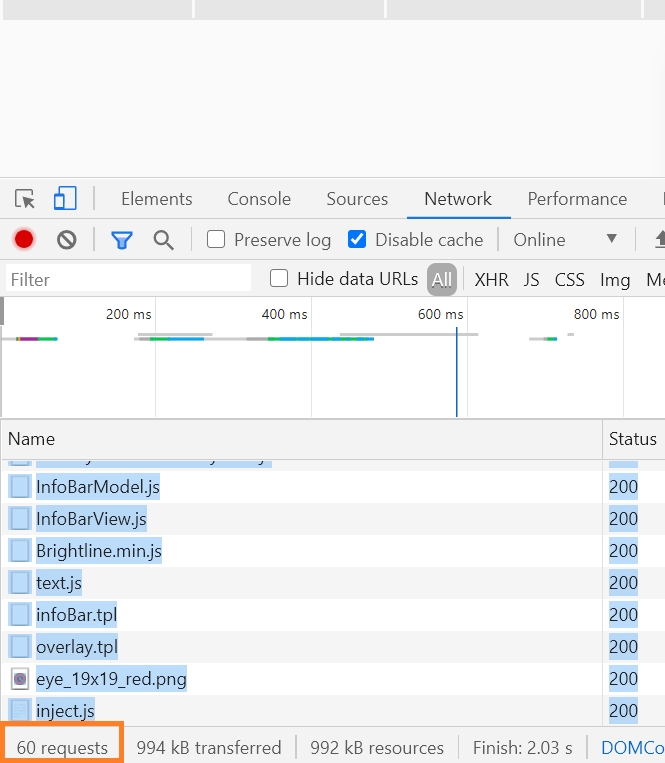 Elements Console Sources Network Performance
Preserve log Disable cache Online
Filter Hide data URLs All XHR JS CSS Img Me
200 ms 400 ms 600 ms 800 ms
Name Status
InfoBarModel.js 200
InfoBarView.js 200
Brightline.min.js 200
text.js 200
infoBar.tpl 200
overlay.tpl 200
eye_19x19_red.png 200
inject.js 200
60 requests 994 kB transferred 992 kB resources Finish: 2.03 s DOMCo